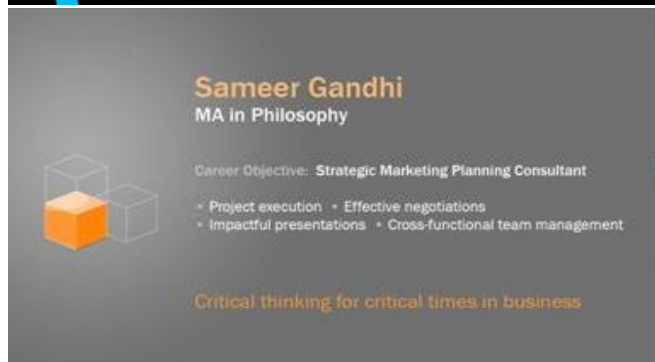 Sameer Gandhi
MA in Philosophy
Career Objective: Strategic Marketing Planning Consultant
• Project execution • Effective negotiations
• Impactful presentations • Cross-functional team management
Critical thinking for critical times in business